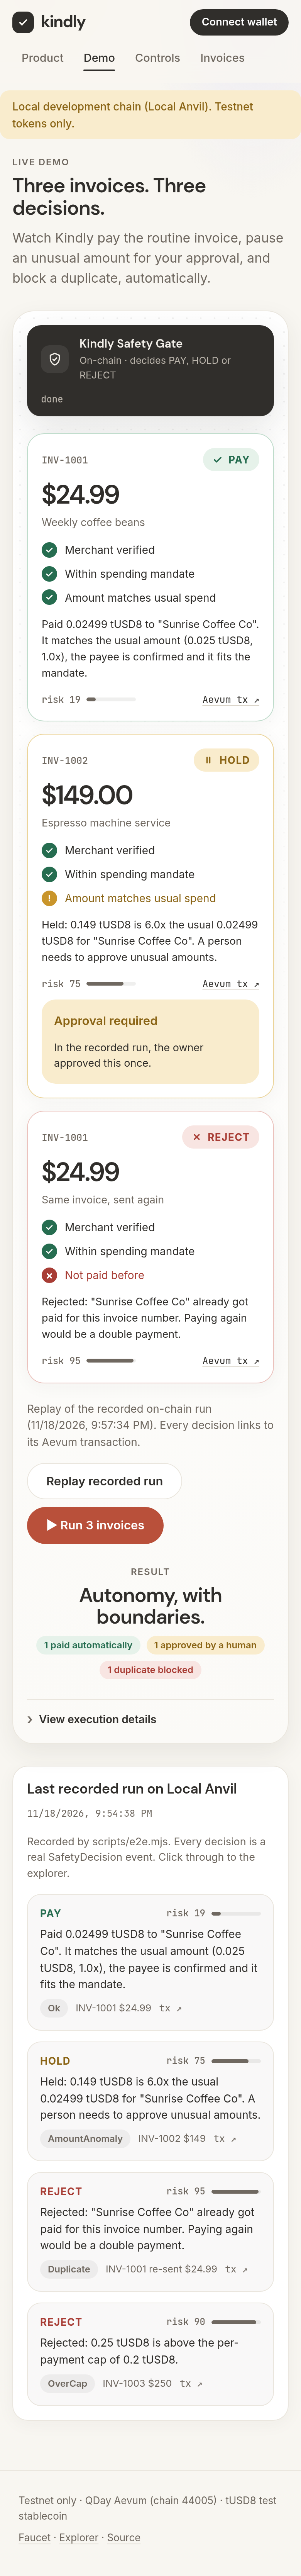 kindly
Connect wallet
Product Demo Controls Invoices
Local development chain (Local Anvil). Testnet
tokens only.
LIVE DEMO
Three invoices. Three
decisions.
Watch Kindly pay the routine invoice, pause
an unusual amount for your approval, and
block a duplicate, automatically.
Kindly Safety Gate
On-chain · decides PAY, HOLD or
REJECT
done
INV-1001 PAY
$24.99
Weekly coffee beans
Merchant verified
Within spending mandate
Amount matches usual spend
Paid 0.02499 tUSD8 to "Sunrise Coffee Co".
It matches the usual amount (0.025 tUSD8,
1.0x), the payee is confirmed and it fits the
mandate.
risk 19 Aevum tx ↗
INV-1002 HOLD
$149.00
Espresso machine service
Merchant verified
Within spending mandate
Amount matches usual spend
Held: 0.149 tUSD8 is 6.0x the usual 0.02499
tUSD8 for "Sunrise Coffee Co". A person
needs to approve unusual amounts.
risk 75 Aevum tx ↗
Approval required
In the recorded run, the owner
approved this once.
INV-1001 REJECT
$24.99
Same invoice, sent again
Merchant verified
Within spending mandate
Not paid before
Rejected: "Sunrise Coffee Co" already got
paid for this invoice number. Paying again
would be a double payment.
risk 95 Aevum tx ↗
Replay of the recorded on-chain run
(11/18/2026, 9:57:34 PM). Every decision links to
its Aevum transaction.
Replay recorded run
▶ Run 3 invoices
RESULT
Autonomy, with
boundaries.
1 paid automatically 1 approved by a human
1 duplicate blocked
› View execution details
Last recorded run on Local Anvil
11/18/2026, 9:54:38 PM
Recorded by scripts/e2e.mjs. Every decision is a
real SafetyDecision event. Click through to the
explorer.
PAY risk 19
Paid 0.02499 tUSD8 to "Sunrise Coffee
Co". It matches the usual amount (0.025
tUSD8, 1.0x), the payee is confirmed and it
fits the mandate.
Ok INV-1001 $24.99 tx ↗
HOLD risk 75
Held: 0.149 tUSD8 is 6.0x the usual
0.02499 tUSD8 for "Sunrise Coffee Co". A
person needs to approve unusual amounts.
AmountAnomaly INV-1002 $149 tx ↗
REJECT risk 95
Rejected: "Sunrise Coffee Co" already got
paid for this invoice number. Paying again
would be a double payment.
Duplicate INV-1001 re-sent $24.99 tx ↗
REJECT risk 90
Rejected: 0.25 tUSD8 is above the per-
payment cap of 0.2 tUSD8.
OverCap INV-1003 $250 tx ↗
Testnet only · QDay Aevum (chain 44005) · tUSD8 test
stablecoin
Faucet · Explorer · Source